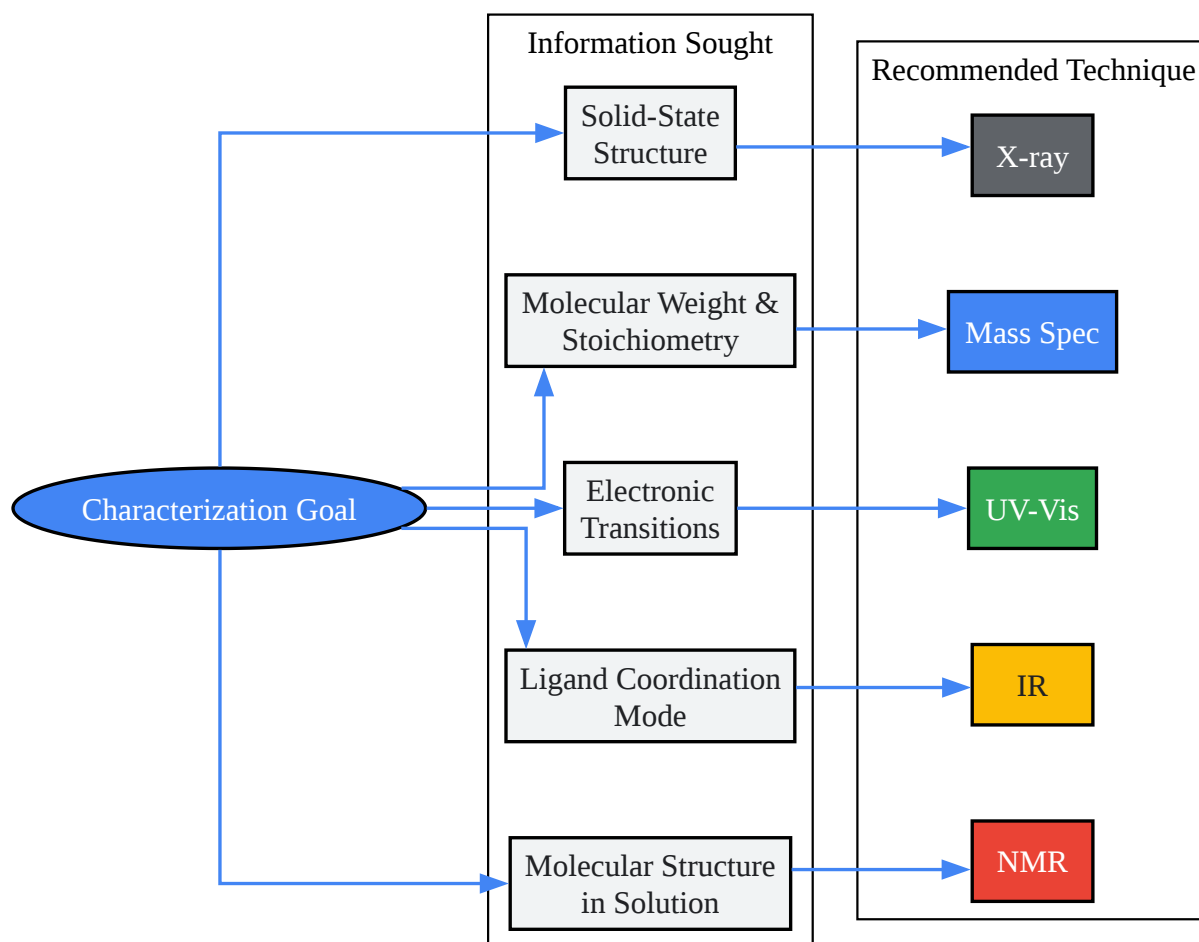 Information Sought
Recommended Technique
Solid-State
Structure
X-ray
Molecular Weight &
Stoichiometry
Mass Spec
Characterization Goal
Electronic
Transitions
UV-Vis
Ligand Coordination
Mode
IR
Molecular Structure
in Solution
NMR